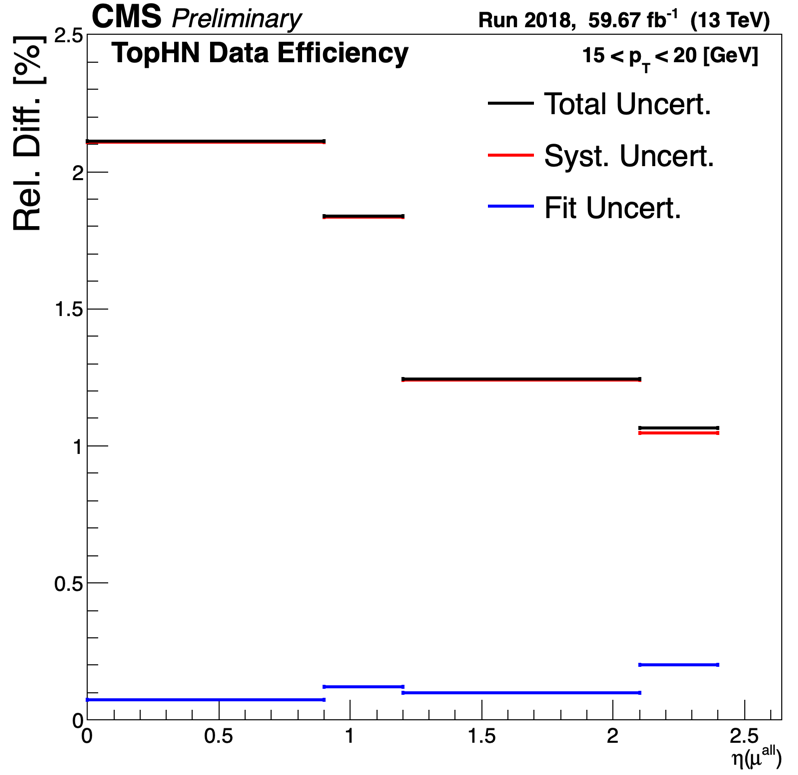 CMS Preliminary
Run 2018, 59.67 fb⁻¹ (13 TeV)
TopHN Data Efficiency
15 < p_T < 20 [GeV]
Total Uncert.
Syst. Uncert.
Fit Uncert.
Rel. Diff. [%]
2.5
2
1.5
1
0.5
0
0 0.5 1 1.5 2 2.5
η(μ^all)